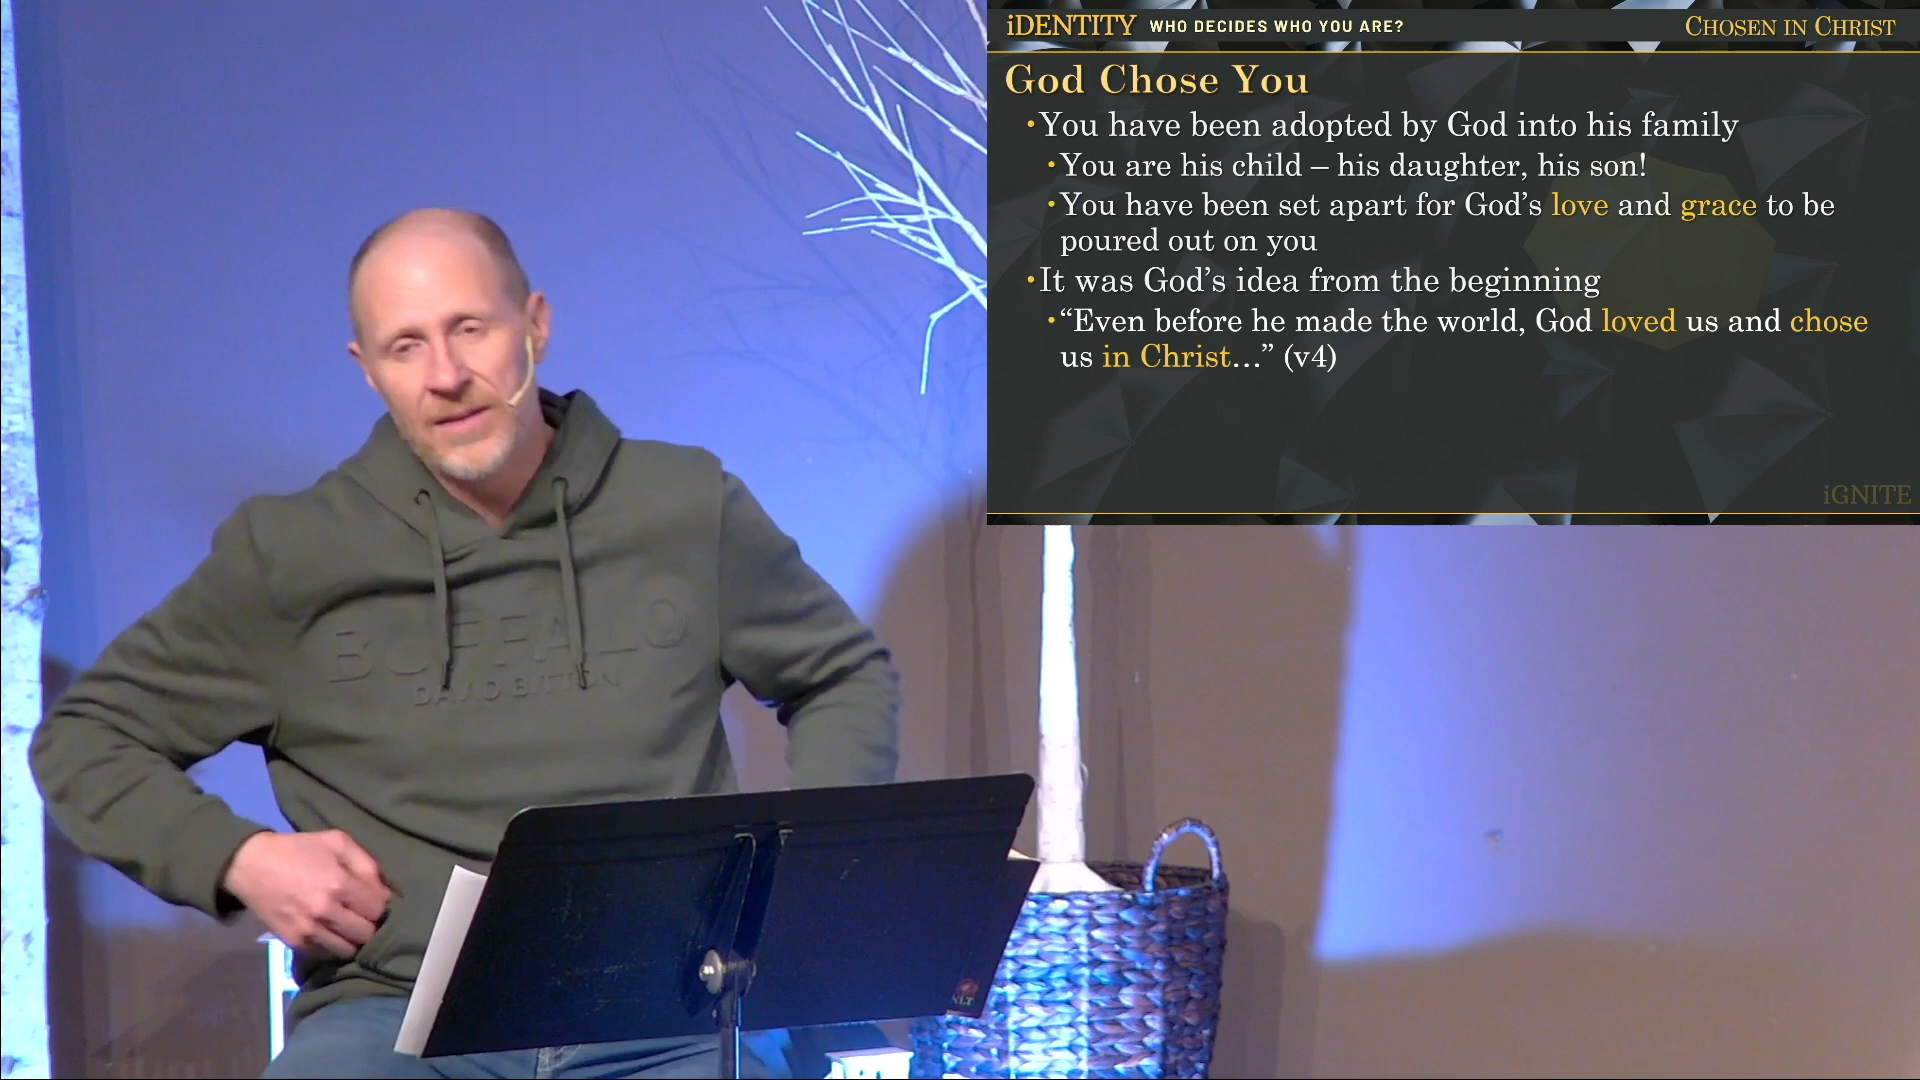 iDENTITY WHO DECIDES WHO YOU ARE?
CHOSEN IN CHRIST
God Chose You
•You have been adopted by God into his family
•You are his child – his daughter, his son!
•You have been set apart for God’s love and grace to be
poured out on you
•It was God’s idea from the beginning
•“Even before he made the world, God loved us and chose
us in Christ…” (v4)
iGNITE
BUFFALO
DAVID BITTON
NLT